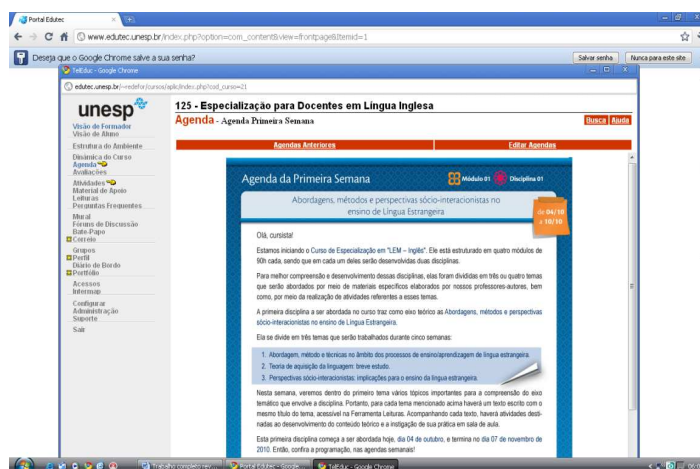 Portal Edutec
www.edutec.unesp.br/index.php?option=com_content&view=frontpage&Itemid=1
Deseja que o Google Chrome salve a sua senha?
Salvar senha
Nunca para este site
TelEduc - Google Chrome
edutec.unesp.br/~redefor/cursos/aplic/index.php?cod_curso=21
unesp
125 - Especialização para Docentes em Língua Inglesa
Agenda - Agenda Primeira Semana
Busca
Ajuda
Visão de Formador
Visão de Aluno
Estrutura do Ambiente
Dinâmica do Curso
Agenda
Avaliações
Atividades
Material de Apoio
Leituras
Perguntas Frequentes
Mural
Fóruns de Discussão
Bate-Papo
Correio
Grupos
Perfil
Diário de Bordo
Portfólio
Acessos
Intermap
Configurar
Administração
Suporte
Sair
Agendas Anteriores
Editar Agendas
Agenda da Primeira Semana
Módulo 01
Disciplina 01
Abordagens, métodos e perspectivas sócio-interacionistas no
ensino de Língua Estrangeira
de 04/10
a 10/10
Olá, cursista!
Estamos iniciando o Curso de Especialização em "LEM – Inglês". Ele está estruturado em quatro módulos de
90h cada, sendo que em cada um deles serão desenvolvidas duas disciplinas.
Para melhor compreensão e desenvolvimento dessas disciplinas, elas foram divididas em três ou quatro temas
que serão abordados por meio de materiais específicos elaborados por nossos professores-autores, bem
como, por meio da realização de atividades referentes a esses temas.
A primeira disciplina a ser abordada no curso traz como eixo teórico as Abordagens, métodos e perspectivas
sócio-interacionistas no ensino de Língua Estrangeira.
Ela se divide em três temas que serão trabalhados durante cinco semanas:
1. Abordagem, método e técnicas no âmbito dos processos de ensino/aprendizagem de língua estrangeira.
2. Teoria de aquisição da linguagem: breve estudo.
3. Perspectivas sócio-interacionistas: implicações para o ensino da língua estrangeira.
Nesta semana, veremos dentro do primeiro tema vários tópicos importantes para a compreensão do eixo
temático que envolve a disciplina. Portanto, para cada tema mencionado acima haverá um texto escrito com o
mesmo título do tema, acessível na Ferramenta Leituras. Acompanhando cada texto, haverá atividades desti-
nadas ao desenvolvimento do conteúdo teórico e a instigação de sua prática em sala de aula.
Esta primeira disciplina começa a ser abordada hoje, dia 04 de outubro, e termina no dia 07 de novembro de
2010. Então, confira a programação, nas agendas semanais!
Trabalho completo rev...
Portal Edutec - Google...
TelEduc - Google Chrome